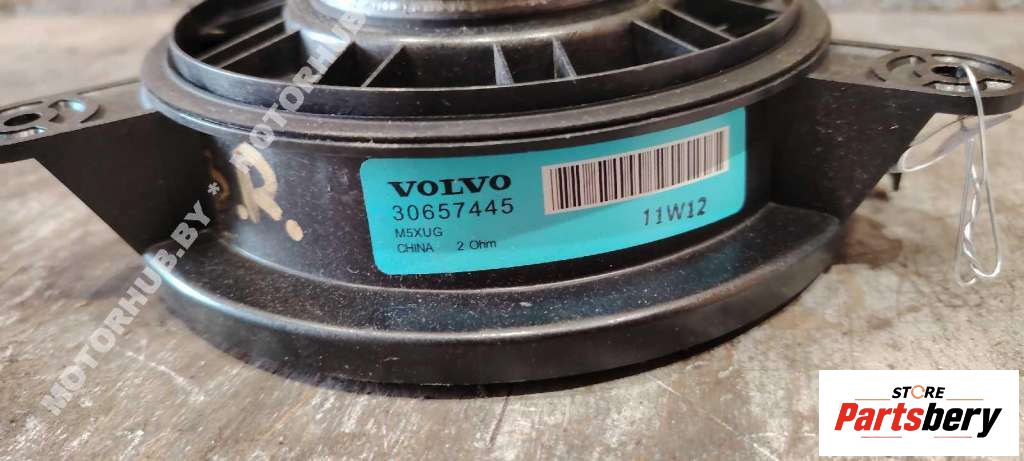 VOLVO
30657445
M5XUG
CHINA 2 Ohm
11W12
.R.
MOTORHUB.BY * MOTORHUB
STORE
Partsbery